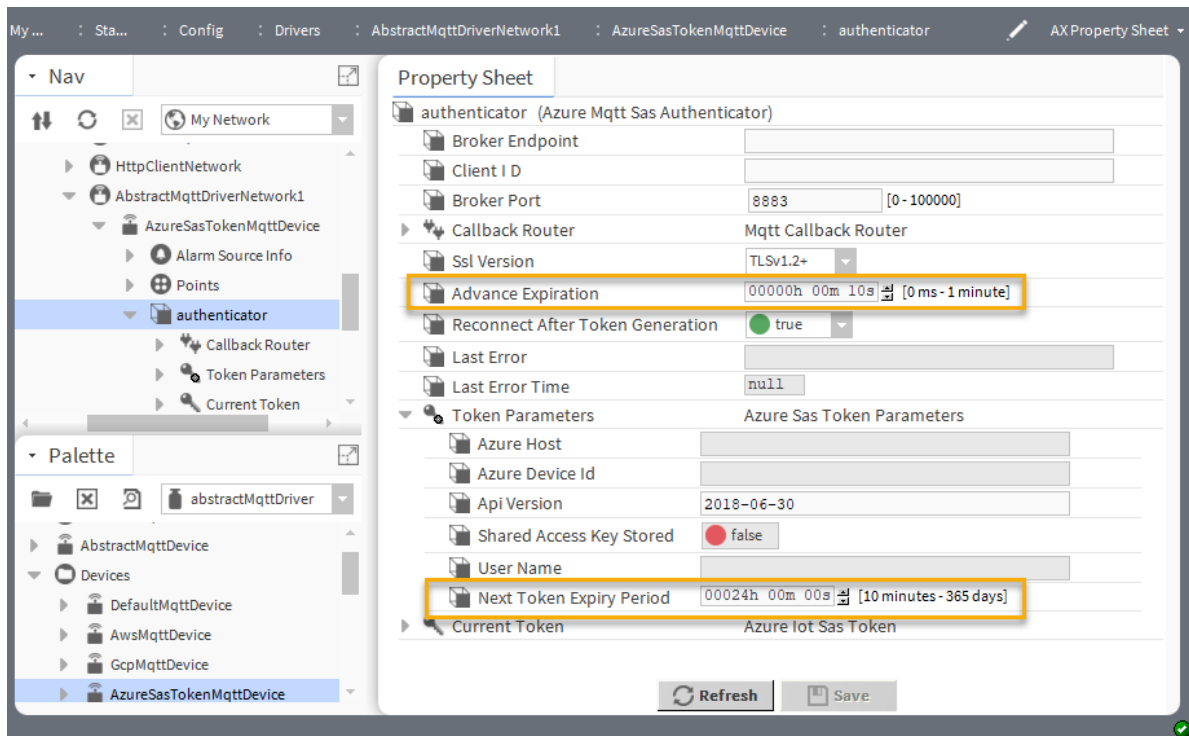 My ... : Sta... : Config : Drivers : AbstractMqttDriverNetwork1 : AzureSasTokenMqttDevice : authenticator AX Property Sheet
Nav
My Network
HttpClientNetwork
AbstractMqttDriverNetwork1
AzureSasTokenMqttDevice
Alarm Source Info
Points
authenticator
Callback Router
Token Parameters
Current Token
Palette
abstractMqttDriver
AbstractMqttDevice
Devices
DefaultMqttDevice
AwsMqttDevice
GcpMqttDevice
AzureSasTokenMqttDevice
Property Sheet
authenticator (Azure Mqtt Sas Authenticator)
Broker Endpoint
Client I D
Broker Port 8883 [0 - 100000]
Callback Router Mqtt Callback Router
Ssl Version TLSv1.2+
Advance Expiration 00000h 00m 10s [0 ms - 1 minute]
Reconnect After Token Generation true
Last Error
Last Error Time null
Token Parameters Azure Sas Token Parameters
Azure Host
Azure Device Id
Api Version 2018-06-30
Shared Access Key Stored false
User Name
Next Token Expiry Period 00024h 00m 00s [10 minutes - 365 days]
Current Token Azure Iot Sas Token
Refresh Save